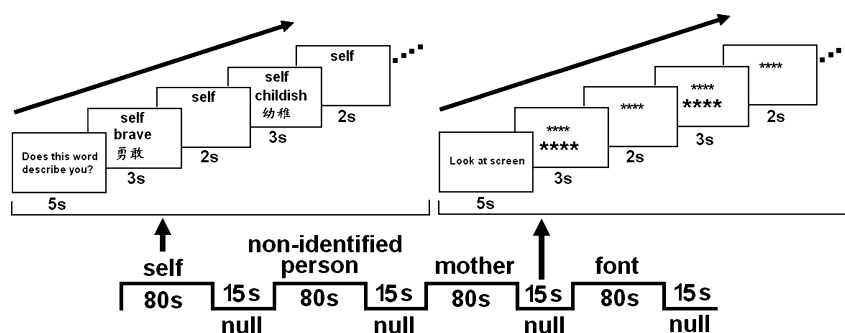 Does this word
describe you?
5s
self
brave
勇敢
3s
self
2s
self
childish
幼稚
3s
self
2s
Look at screen
5s
****
****
3s
****
2s
****
****
3s
****
2s
self
80s
15s
null
non-identified
person
80s
15s
null
mother
80s
15s
null
font
80s
15s
null